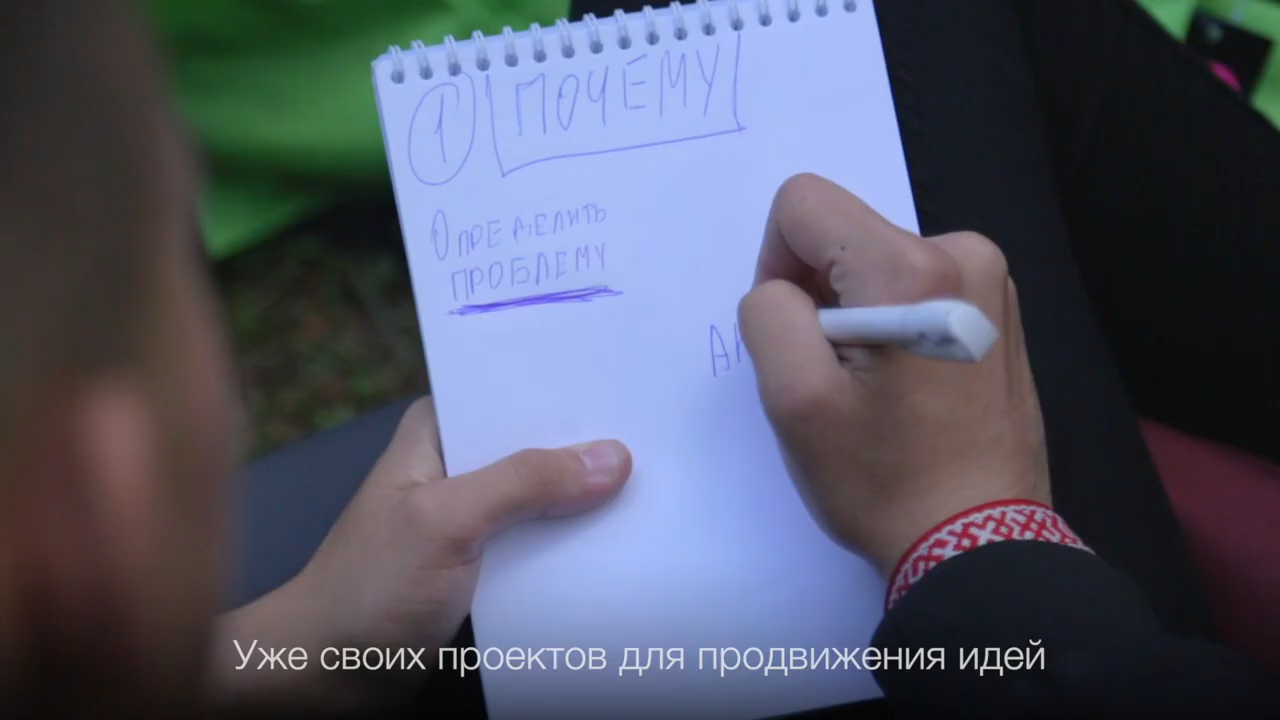 1 ПОЧЕМУ
ОПРЕДЕЛИТЬ
ПРОБЛЕМУ
Уже своих проектов для продвижения идей